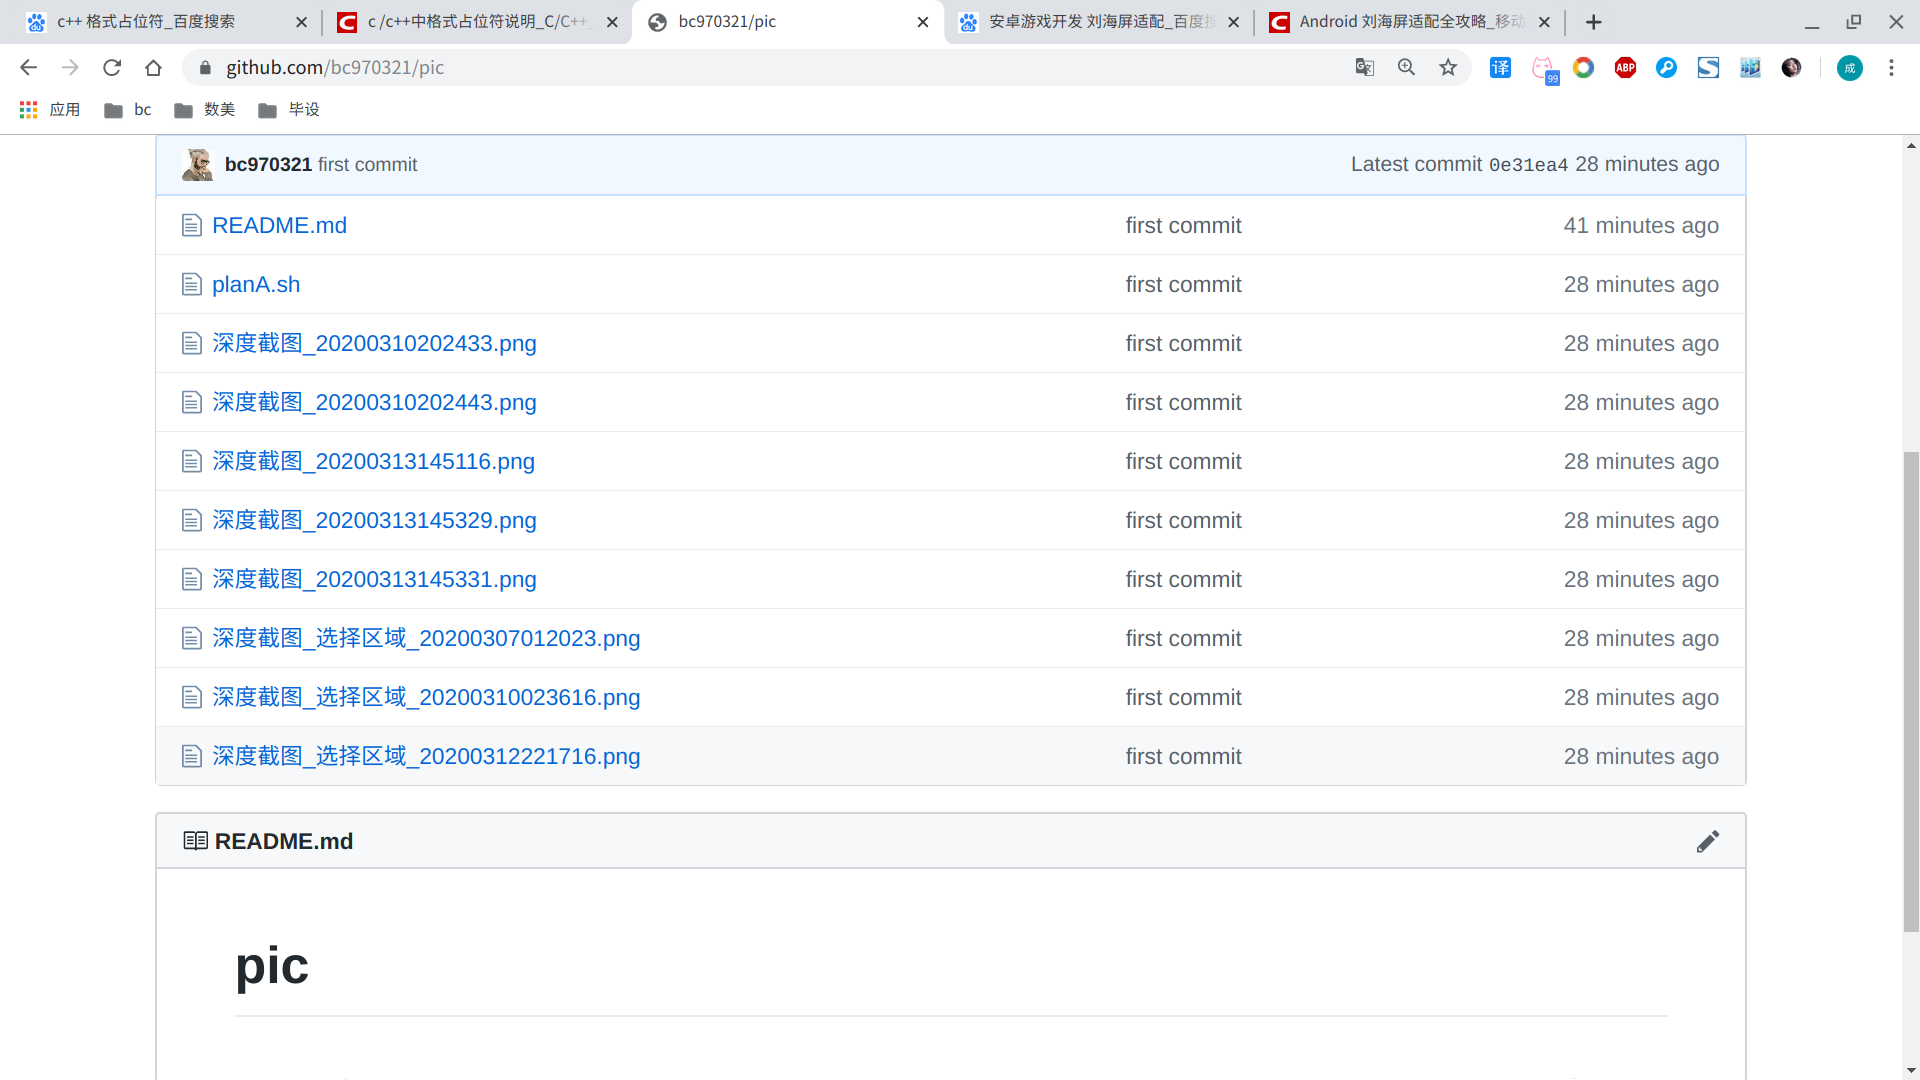 c++ 格式占位符_百度搜索
c /c++中格式占位符说明_C/C++_
bc970321/pic
安卓游戏开发 刘海屏适配_百度搜
Android 刘海屏适配全攻略_移动
github.com/bc970321/pic
译
99
ABP
成
应用
bc
数美
毕设
bc970321 first commit
Latest commit 0e31ea4 28 minutes ago
README.md first commit 41 minutes ago
planA.sh first commit 28 minutes ago
深度截图_20200310202433.png first commit 28 minutes ago
深度截图_20200310202443.png first commit 28 minutes ago
深度截图_20200313145116.png first commit 28 minutes ago
深度截图_20200313145329.png first commit 28 minutes ago
深度截图_20200313145331.png first commit 28 minutes ago
深度截图_选择区域_20200307012023.png first commit 28 minutes ago
深度截图_选择区域_20200310023616.png first commit 28 minutes ago
深度截图_选择区域_20200312221716.png first commit 28 minutes ago
README.md
pic